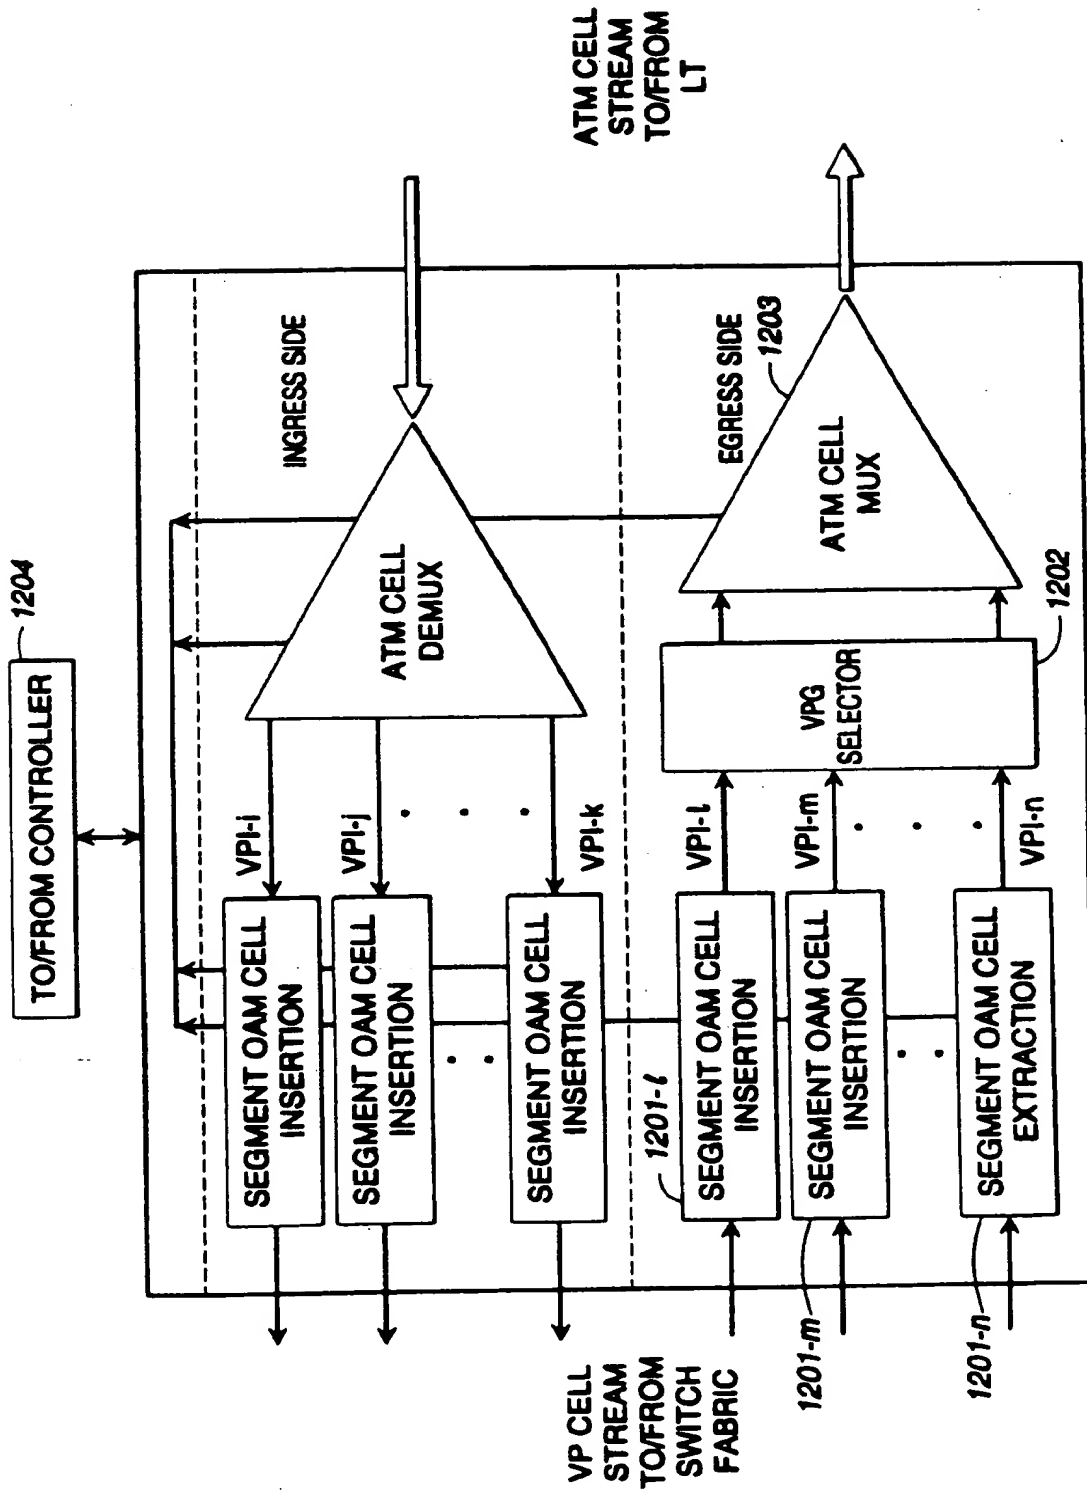 TO/FROM CONTROLLER
1204
INGRESS SIDE
SEGMENT OAM CELL
INSERTION
VPI-i
SEGMENT OAM CELL
INSERTION
VPI-j
SEGMENT OAM CELL
INSERTION
VPI-k
ATM CELL
DEMUX
ATM CELL
STREAM
TO/FROM
LT
VP CELL
STREAM
TO/FROM
SWITCH
FABRIC
EGRESS SIDE
1201-ℓ
SEGMENT OAM CELL
INSERTION
VPI-ℓ
1201-m
SEGMENT OAM CELL
INSERTION
VPI-m
1201-n
SEGMENT OAM CELL
EXTRACTION
VPI-n
VPG
SELECTOR
1202
ATM CELL
MUX
1203